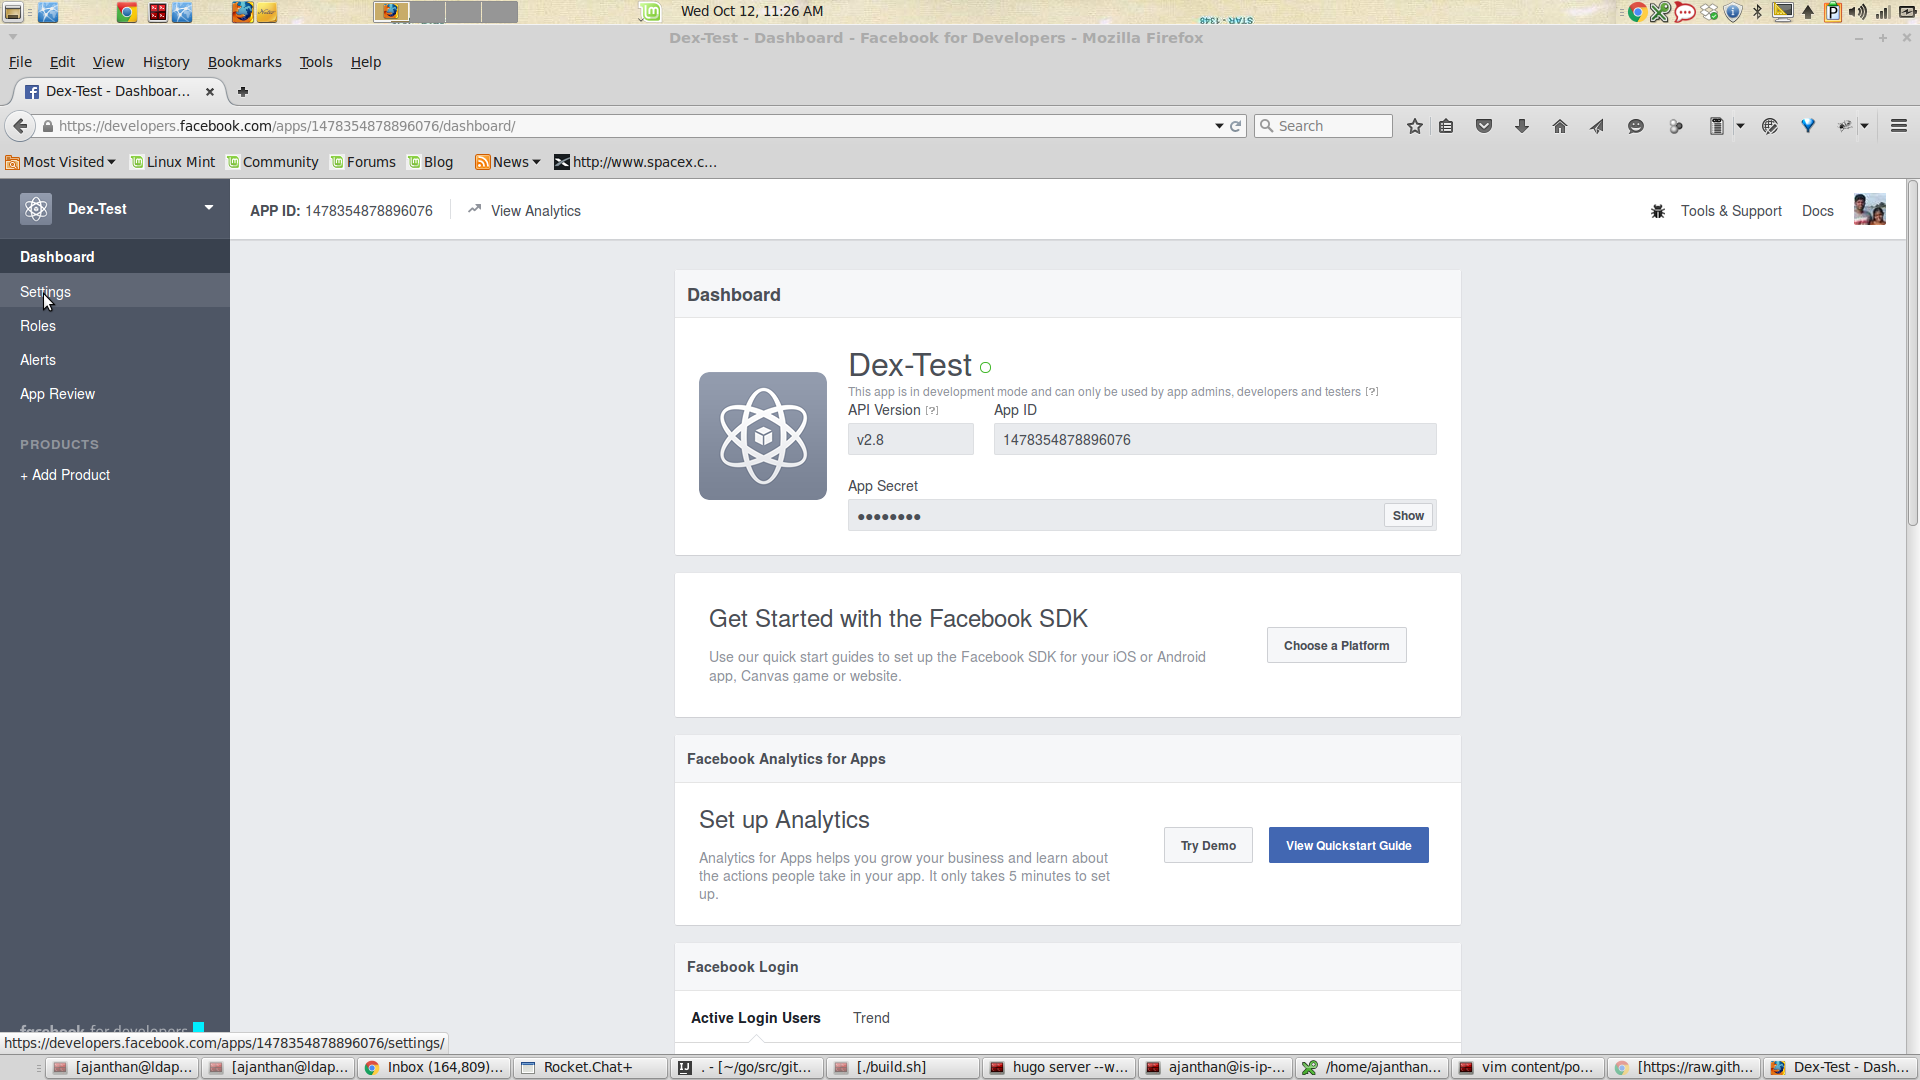 Wed Oct 12, 11:26 AM
Dex-Test - Dashboard - Facebook for Developers - Mozilla Firefox
File Edit View History Bookmarks Tools Help
Dex-Test - Dashboar...
https://developers.facebook.com/apps/1478354878896076/dashboard/
Search
Most Visited Linux Mint Community Forums Blog News http://www.spacex.c...
Dex-Test
APP ID: 1478354878896076 View Analytics Tools & Support Docs
Dashboard
Settings
Roles
Alerts
App Review
PRODUCTS
+ Add Product
Dashboard
Dex-Test
This app is in development mode and can only be used by app admins, developers and testers [?]
API Version [?] App ID
v2.8 1478354878896076
App Secret
●●●●●●●● Show
Get Started with the Facebook SDK
Use our quick start guides to set up the Facebook SDK for your iOS or Android
app, Canvas game or website.
Choose a Platform
Facebook Analytics for Apps
Set up Analytics
Analytics for Apps helps you grow your business and learn about
the actions people take in your app. It only takes 5 minutes to set
up.
Try Demo View Quickstart Guide
Facebook Login
Active Login Users Trend
facebook for developers
https://developers.facebook.com/apps/1478354878896076/settings/
[ajanthan@ldap... [ajanthan@ldap... Inbox (164,809)... Rocket.Chat+ . - [~/go/src/git... [./build.sh] hugo server --w... ajanthan@is-ip-... /home/ajanthan... vim content/po... [https://raw.gith... Dex-Test - Dash...